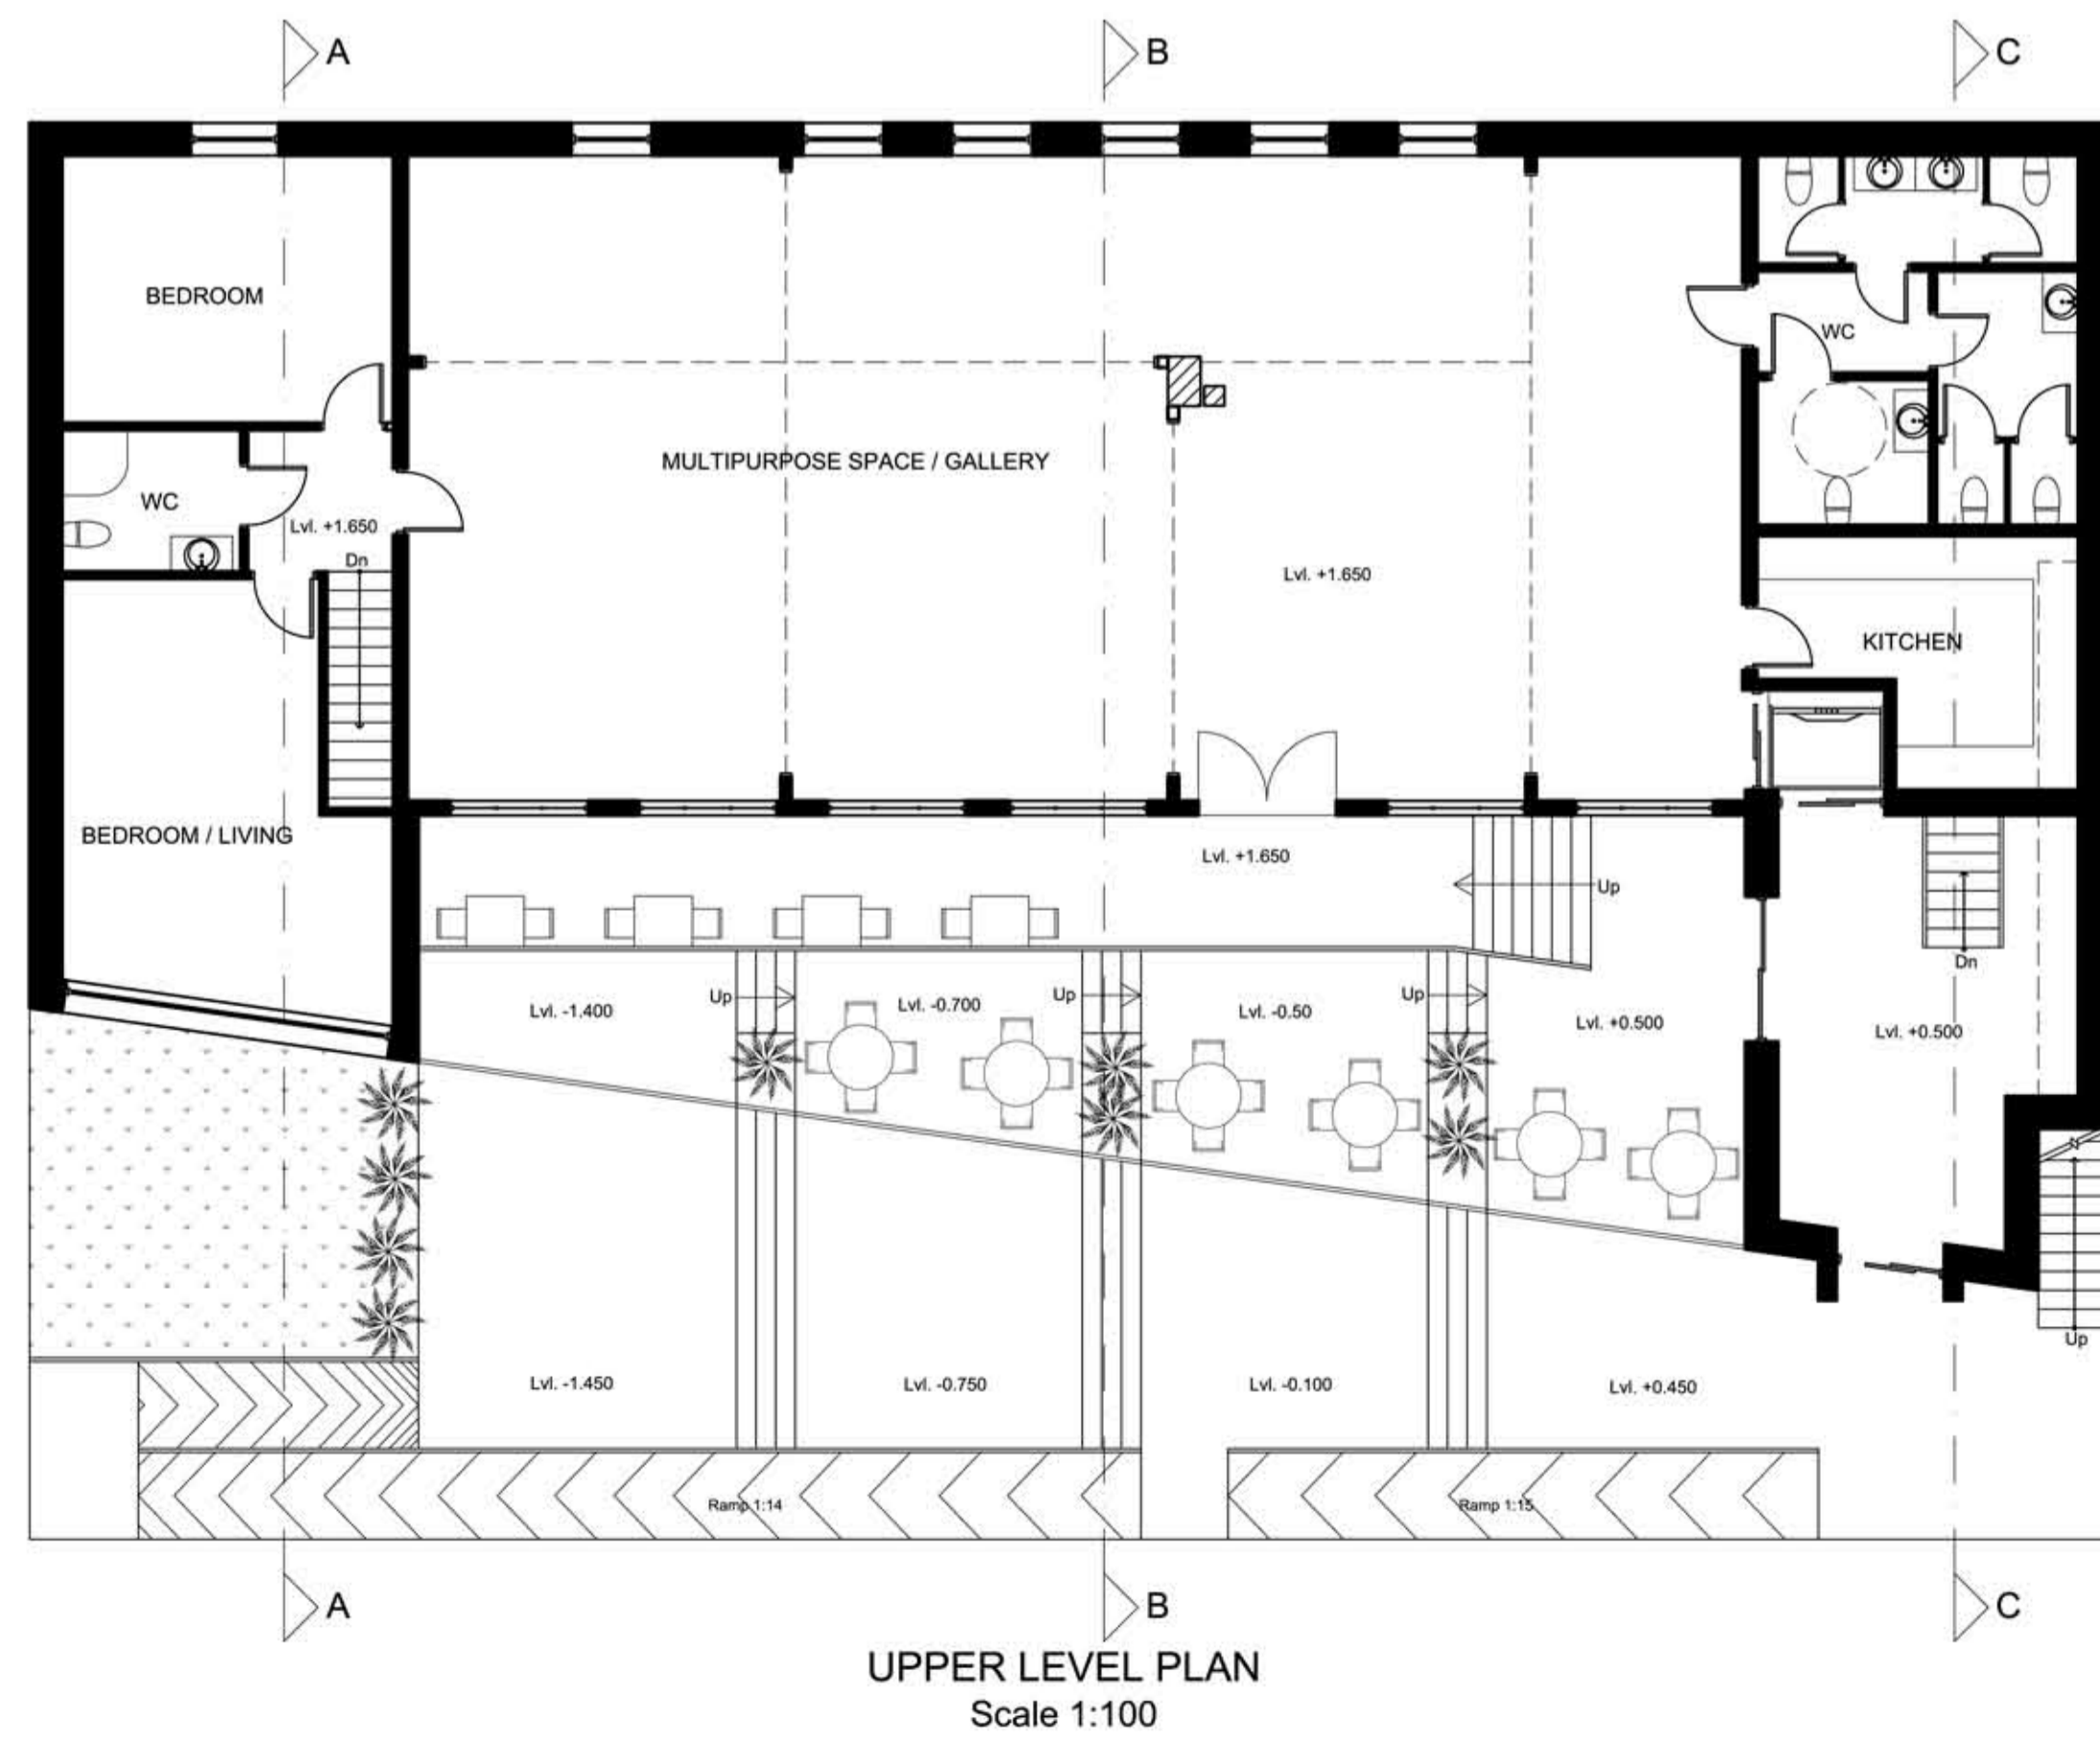 A
B
C
BEDROOM
WC
MULTIPURPOSE SPACE / GALLERY
WC
Lvl. +1.650
Dn
Lvl. +1.650
KITCHEN
BEDROOM / LIVING
Lvl. +1.650
Up
Dn
Lvl. -1.400
Up
Lvl. -0.700
Up
Lvl. -0.50
Up
Lvl. +0.500
Lvl. +0.500
Up
Lvl. -1.450
Lvl. -0.750
Lvl. -0.100
Lvl. +0.450
Ramp 1:14
Ramp 1:15
A
B
C
UPPER LEVEL PLAN
Scale 1:100